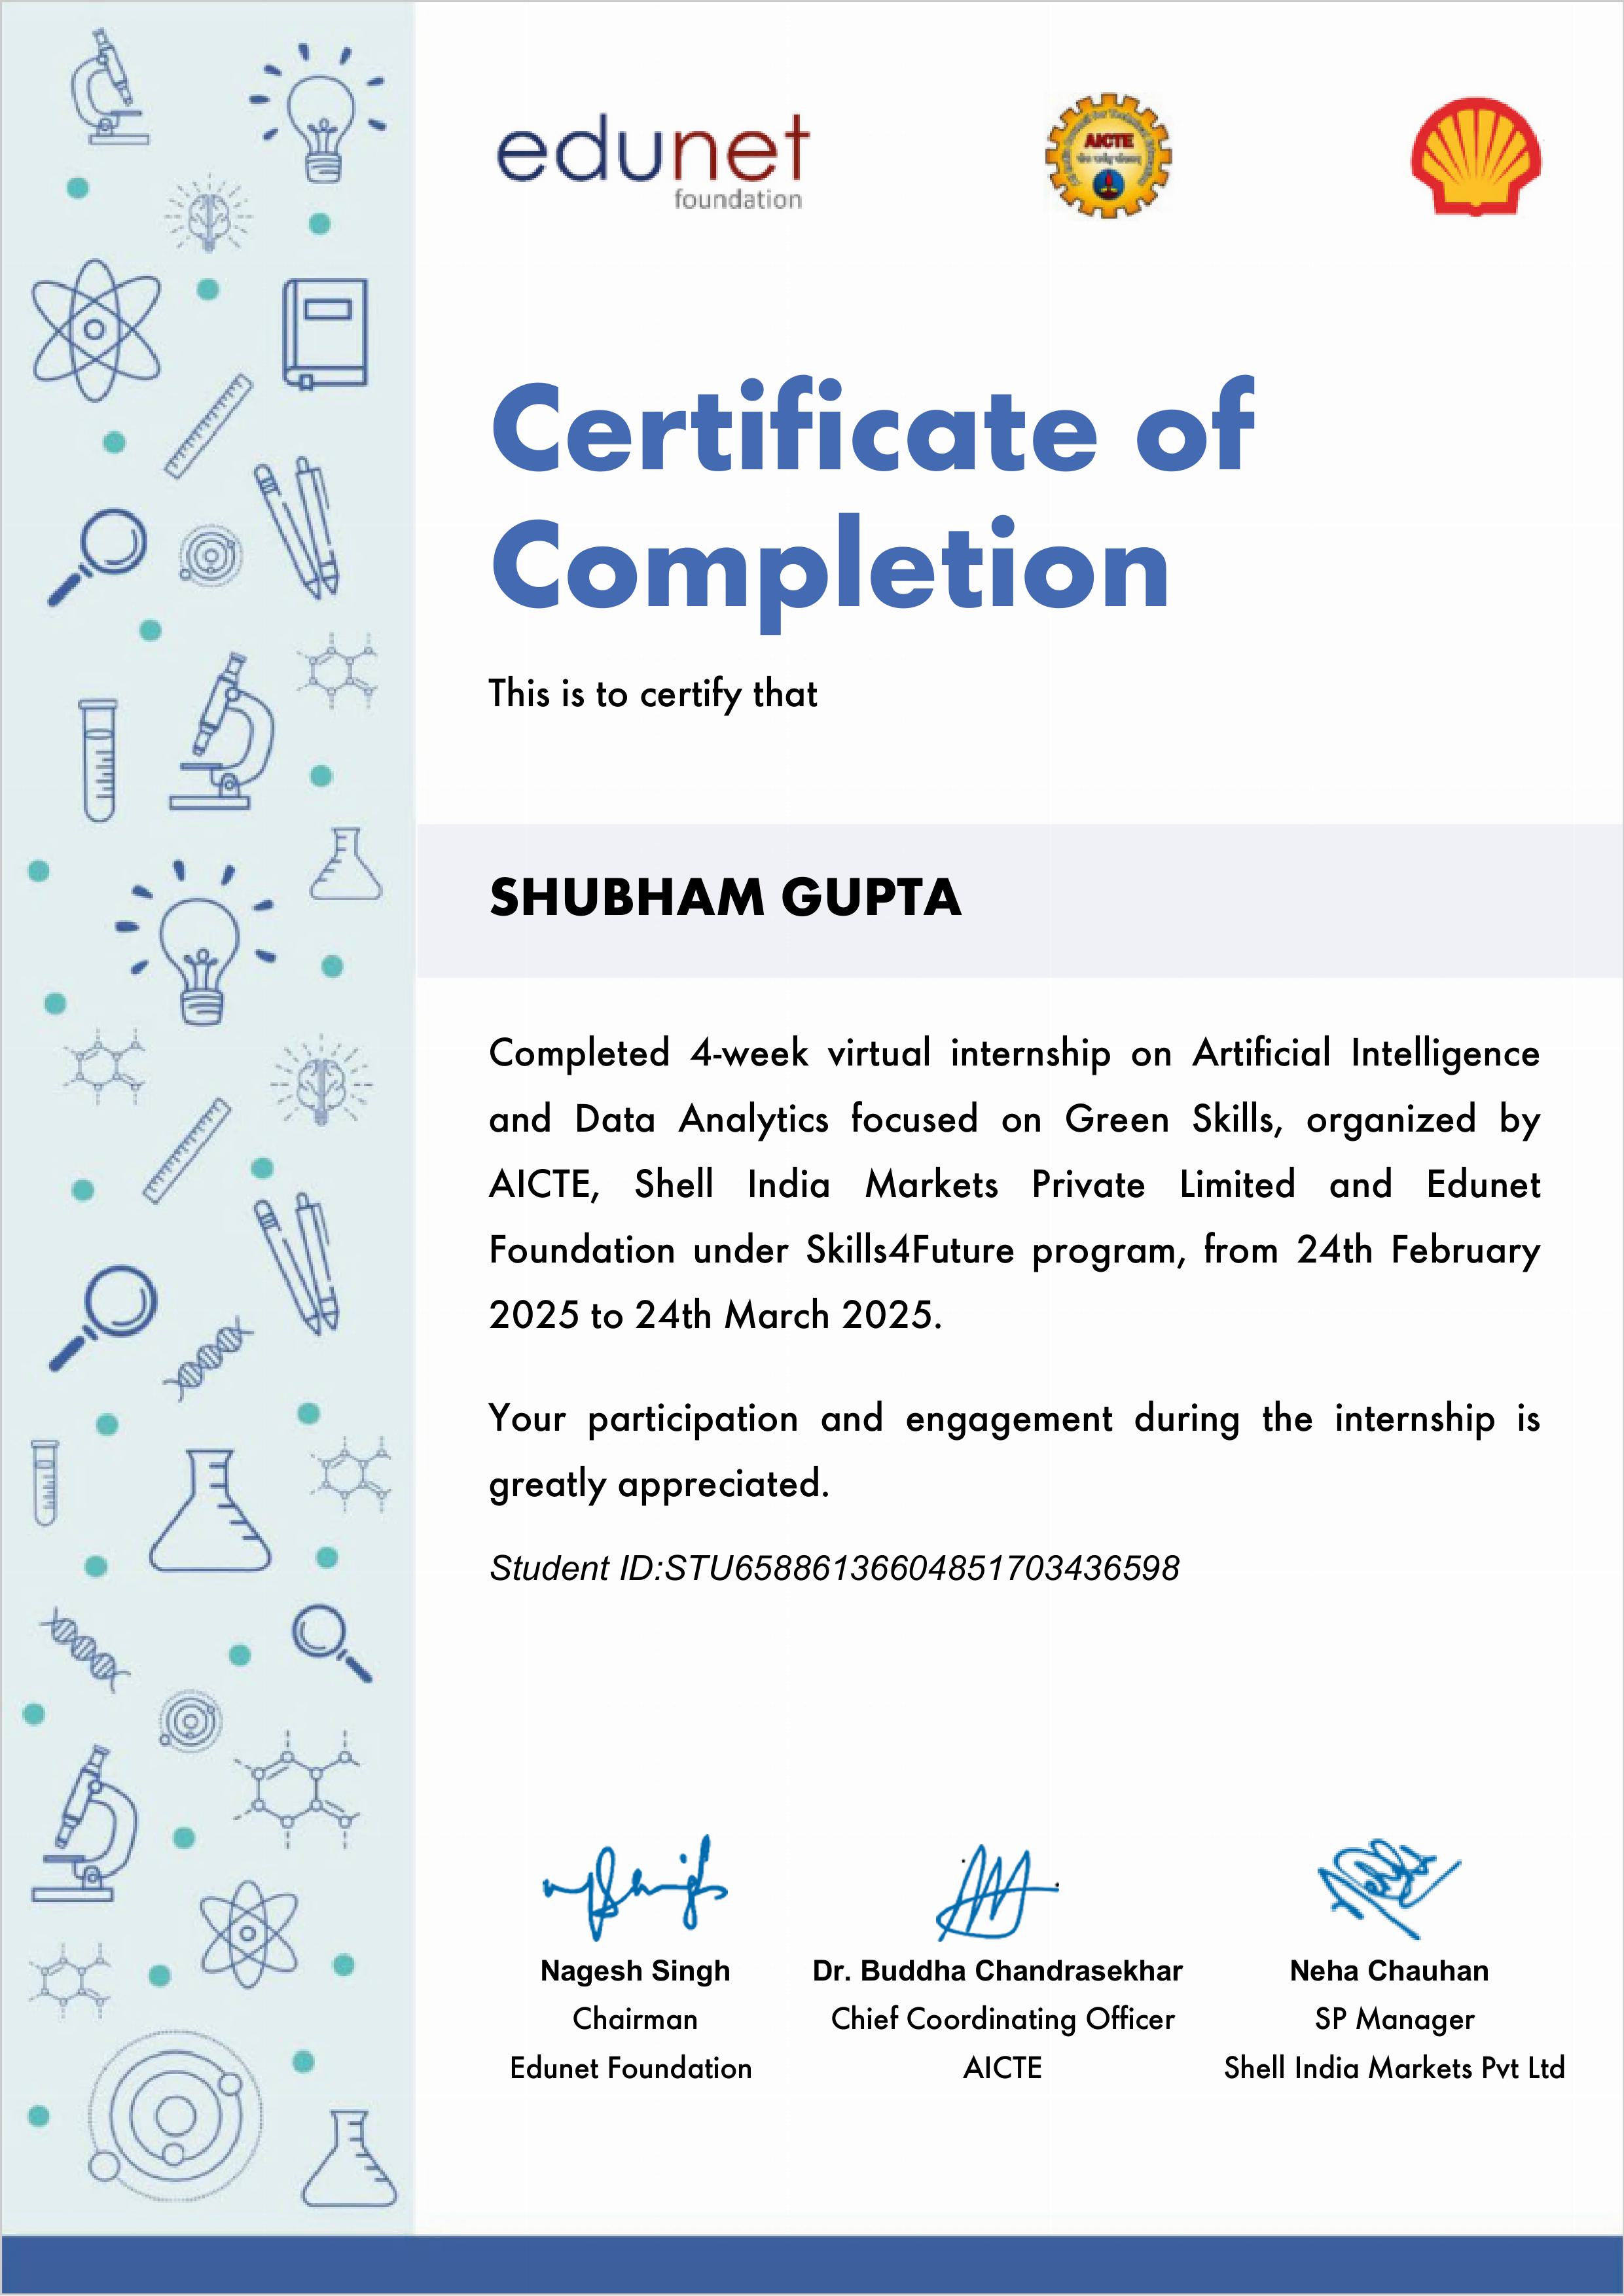 edunet
foundation
AICTE
Certificate of
Completion
This is to certify that
SHUBHAM GUPTA
Completed 4-week virtual internship on Artificial Intelligence
and Data Analytics focused on Green Skills, organized by
AICTE, Shell India Markets Private Limited and Edunet
Foundation under Skills4Future program, from 24th February
2025 to 24th March 2025.
Your participation and engagement during the internship is
greatly appreciated.
Student ID:STU65886136604851703436598
Nagesh Singh
Chairman
Edunet Foundation
Dr. Buddha Chandrasekhar
Chief Coordinating Officer
AICTE
Neha Chauhan
SP Manager
Shell India Markets Pvt Ltd